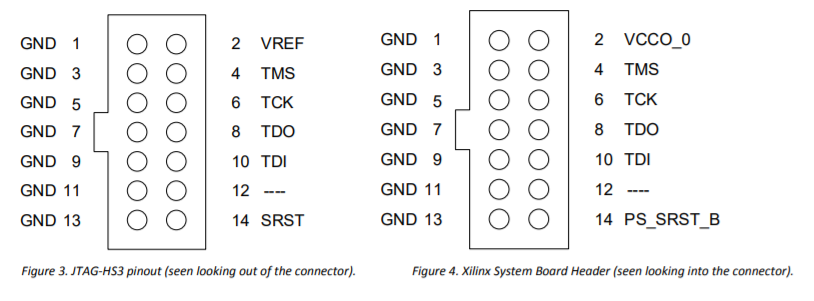 GND 1 2 VREF
GND 3 4 TMS
GND 5 6 TCK
GND 7 8 TDO
GND 9 10 TDI
GND 11 12 ----
GND 13 14 SRST
Figure 3. JTAG-HS3 pinout (seen looking out of the connector).
GND 1 2 VCCO_0
GND 3 4 TMS
GND 5 6 TCK
GND 7 8 TDO
GND 9 10 TDI
GND 11 12 ----
GND 13 14 PS_SRST_B
Figure 4. Xilinx System Board Header (seen looking into the connector).